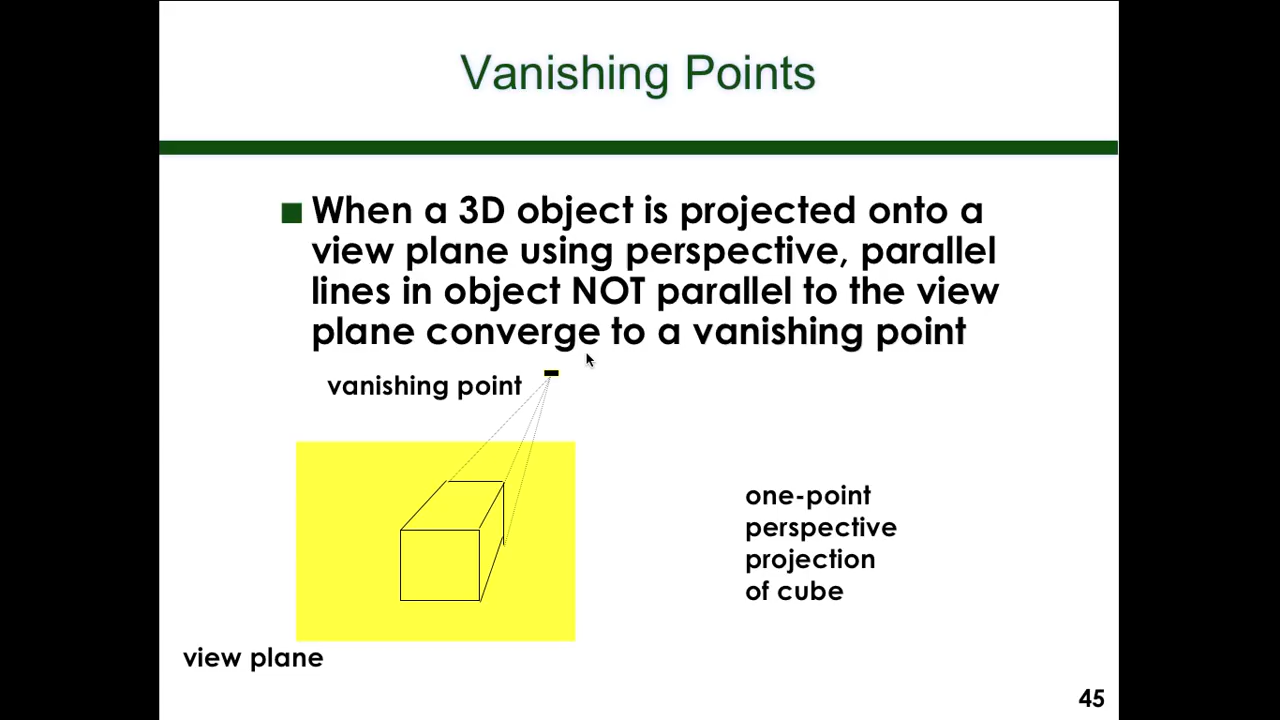 Vanishing Points
When a 3D object is projected onto a
view plane using perspective, parallel
lines in object NOT parallel to the view
plane converge to a vanishing point
vanishing point
one-point
perspective
projection
of cube
view plane
45